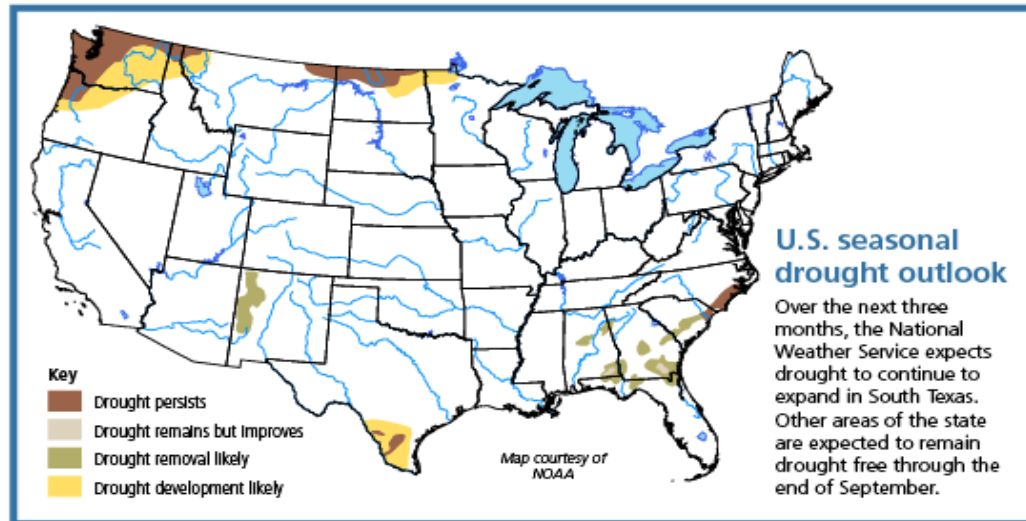 U.S. seasonal
drought outlook
Over the next three
months, the National
Weather Service expects
drought to continue to
expand in South Texas.
Other areas of the state
are expected to remain
drought free through the
end of September.
Key
Drought persists
Drought remains but improves
Drought removal likely
Drought development likely
Map courtesy of
NOAA